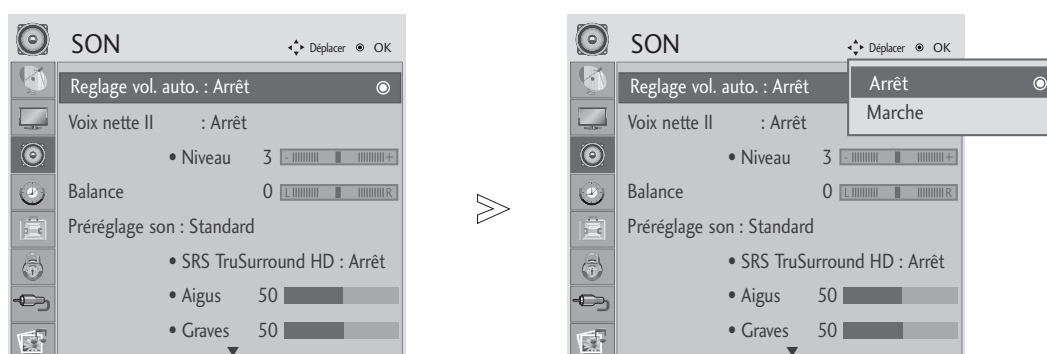 SON
Déplacer OK
Reglage vol. auto. : Arrêt
Voix nette II : Arrêt
• Niveau 3 - +
Balance 0 L R
Préréglage son : Standard
• SRS TruSurround HD : Arrêt
• Aigus 50
• Graves 50
SON
Déplacer OK
Reglage vol. auto. : Arrêt
Arrêt
Marche
Voix nette II : Arrêt
• Niveau 3 - +
Balance 0 L R
Préréglage son : Standard
• SRS TruSurround HD : Arrêt
• Aigus 50
• Graves 50